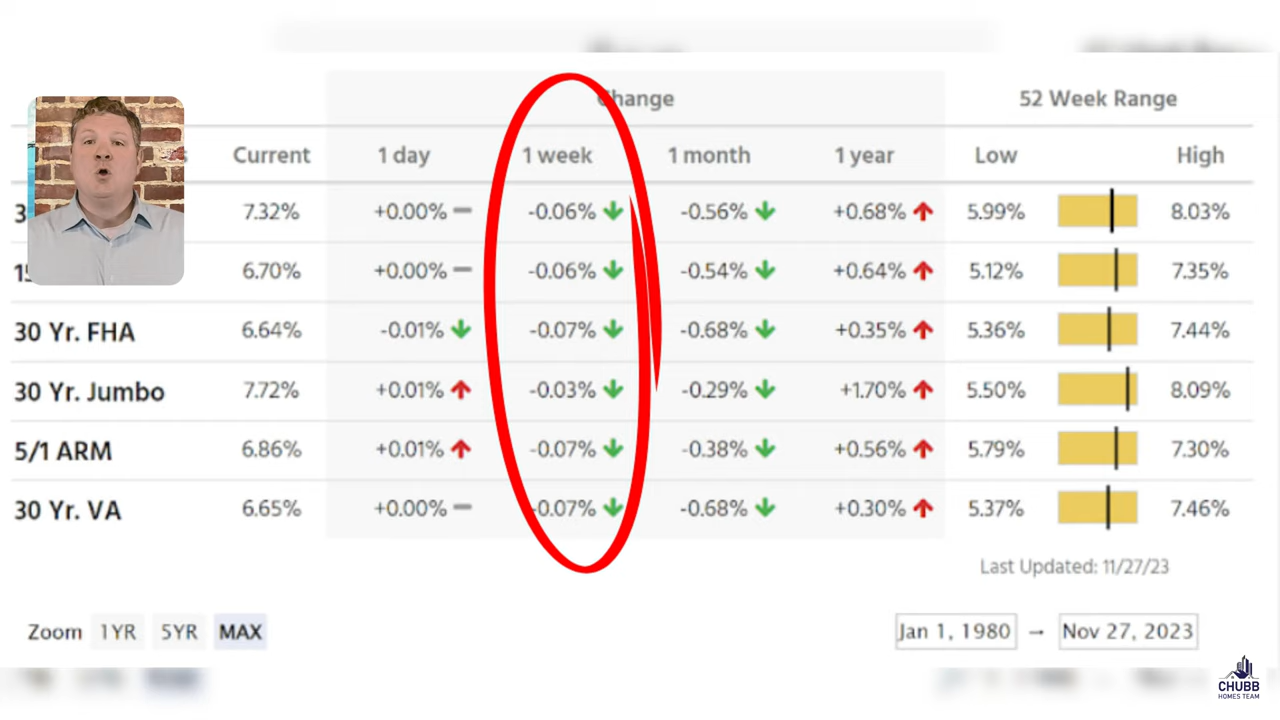 Change 52 Week Range
Current 1 day 1 week 1 month 1 year Low High
7.32% +0.00% -0.06% -0.56% +0.68% 5.99% 8.03%
6.70% +0.00% -0.06% -0.54% +0.64% 5.12% 7.35%
30 Yr. FHA 6.64% -0.01% -0.07% -0.68% +0.35% 5.36% 7.44%
30 Yr. Jumbo 7.72% +0.01% -0.03% -0.29% +1.70% 5.50% 8.09%
5/1 ARM 6.86% +0.01% -0.07% -0.38% +0.56% 5.79% 7.30%
30 Yr. VA 6.65% +0.00% -0.07% -0.68% +0.30% 5.37% 7.46%
Last Updated: 11/27/23
Zoom 1YR 5YR MAX Jan 1, 1980 → Nov 27, 2023
CHUBB
HOMES TEAM